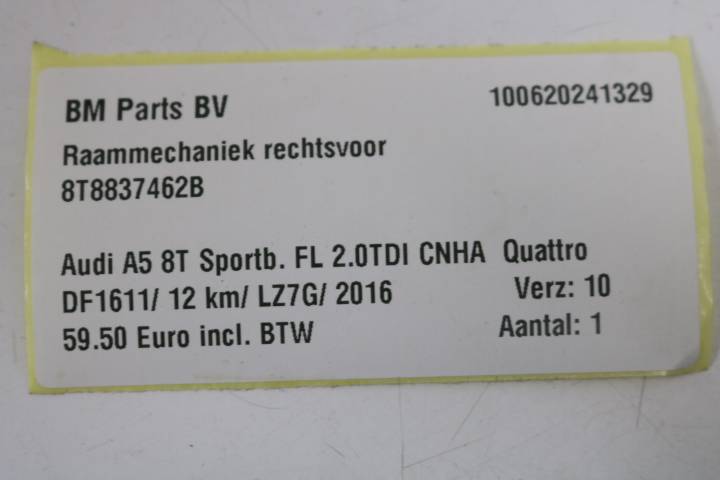 BM Parts BV 100620241329
Raammechaniek rechtsvoor
8T8837462B
Audi A5 8T Sportb. FL 2.0TDI CNHA Quattro
DF1611/ 12 km/ LZ7G/ 2016 Verz: 10
59.50 Euro incl. BTW Aantal: 1